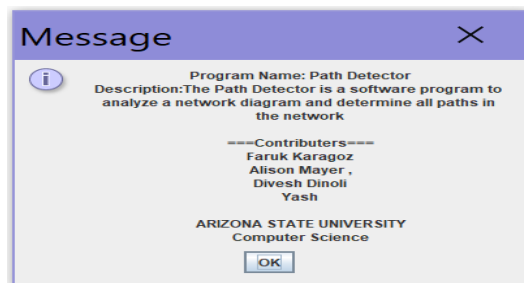 Message
Program Name: Path Detector
Description:The Path Detector is a software program to
analyze a network diagram and determine all paths in
the network
===Contributers===
Faruk Karagoz
Alison Mayer ,
Divesh Dinoli
Yash
ARIZONA STATE UNIVERSITY
Computer Science
OK